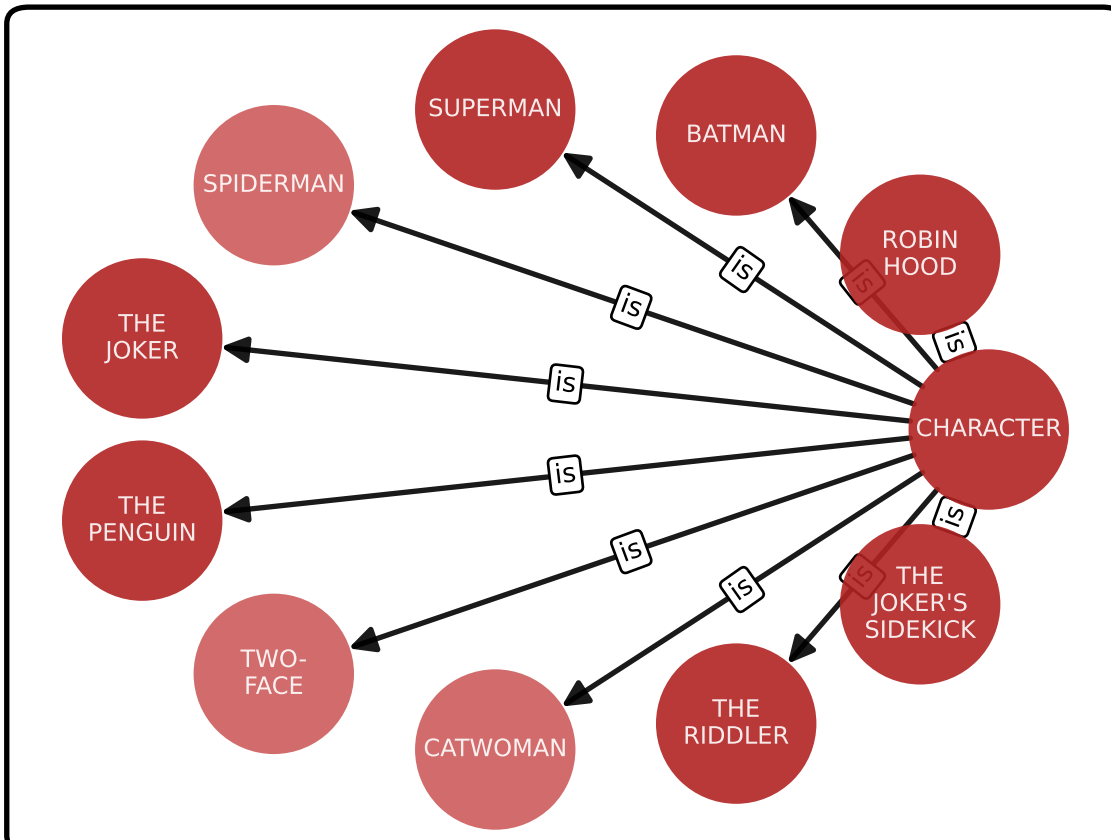 SUPERMAN
BATMAN
SPIDERMAN
ROBIN
HOOD
is
is
is
is
THE
JOKER
is
CHARACTER
is
THE
PENGUIN
is
is
is
is
THE
JOKER'S
SIDEKICK
TWO-
FACE
CATWOMAN
THE
RIDDLER